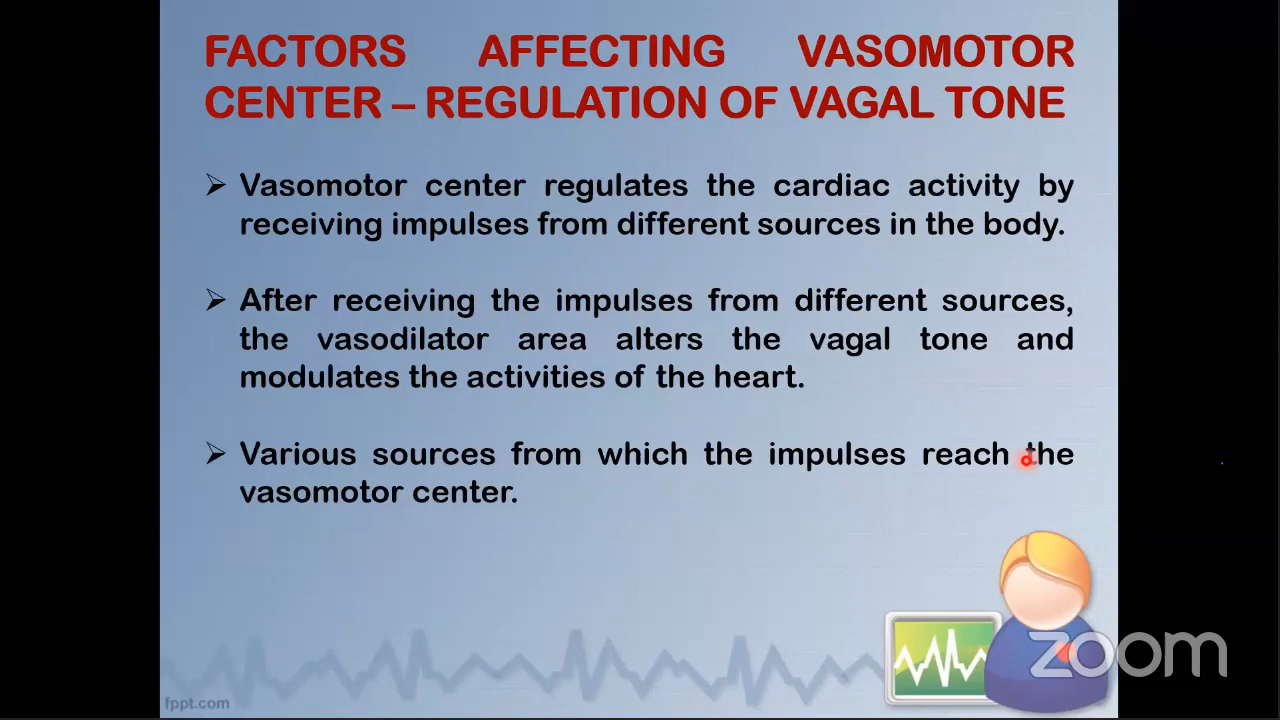 FACTORS AFFECTING VASOMOTOR
CENTER – REGULATION OF VAGAL TONE
➢ Vasomotor center regulates the cardiac activity by
receiving impulses from different sources in the body.
➢ After receiving the impulses from different sources,
the vasodilator area alters the vagal tone and
modulates the activities of the heart.
➢ Various sources from which the impulses reach the
vasomotor center.
zoom
fppt.com